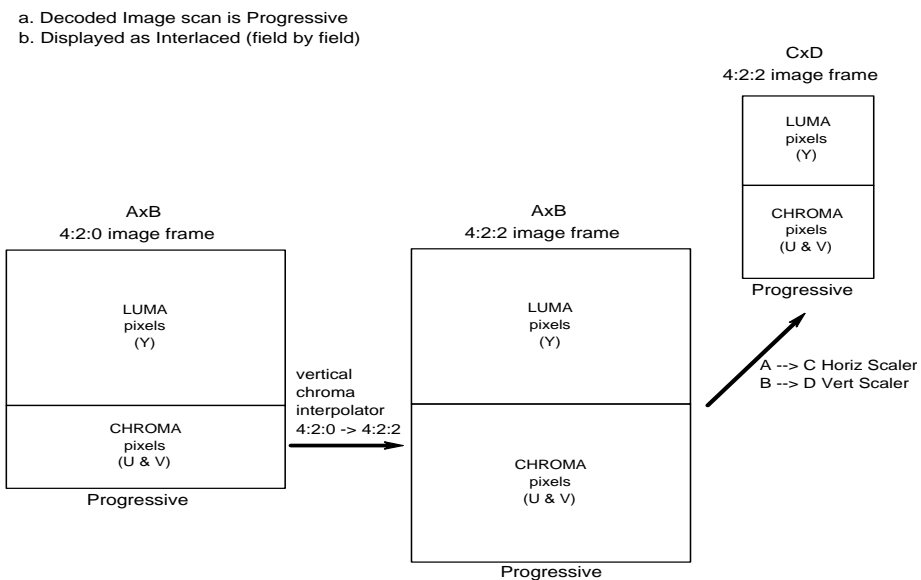 a. Decoded Image scan is Progressive
b. Displayed as Interlaced (field by field)
CxD
4:2:2 image frame
LUMA
pixels
(Y)
CHROMA
pixels
(U & V)
Progressive
AxB
4:2:0 image frame
LUMA
pixels
(Y)
CHROMA
pixels
(U & V)
Progressive
vertical
chroma
interpolator
4:2:0 -> 4:2:2
AxB
4:2:2 image frame
LUMA
pixels
(Y)
CHROMA
pixels
(U & V)
Progressive
A --> C Horiz Scaler
B --> D Vert Scaler